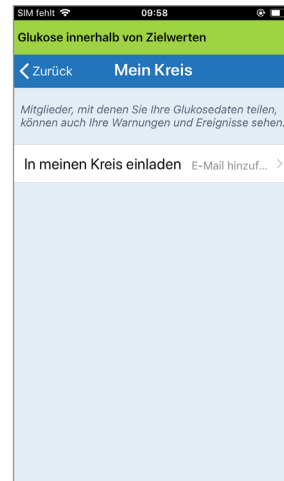 SIM fehlt 09:58
Glukose innerhalb von Zielwerten
Zurück Mein Kreis
Mitglieder, mit denen Sie Ihre Glukosedaten teilen,
können auch Ihre Warnungen und Ereignisse sehen.
In meinen Kreis einladen E-Mail hinzuf...